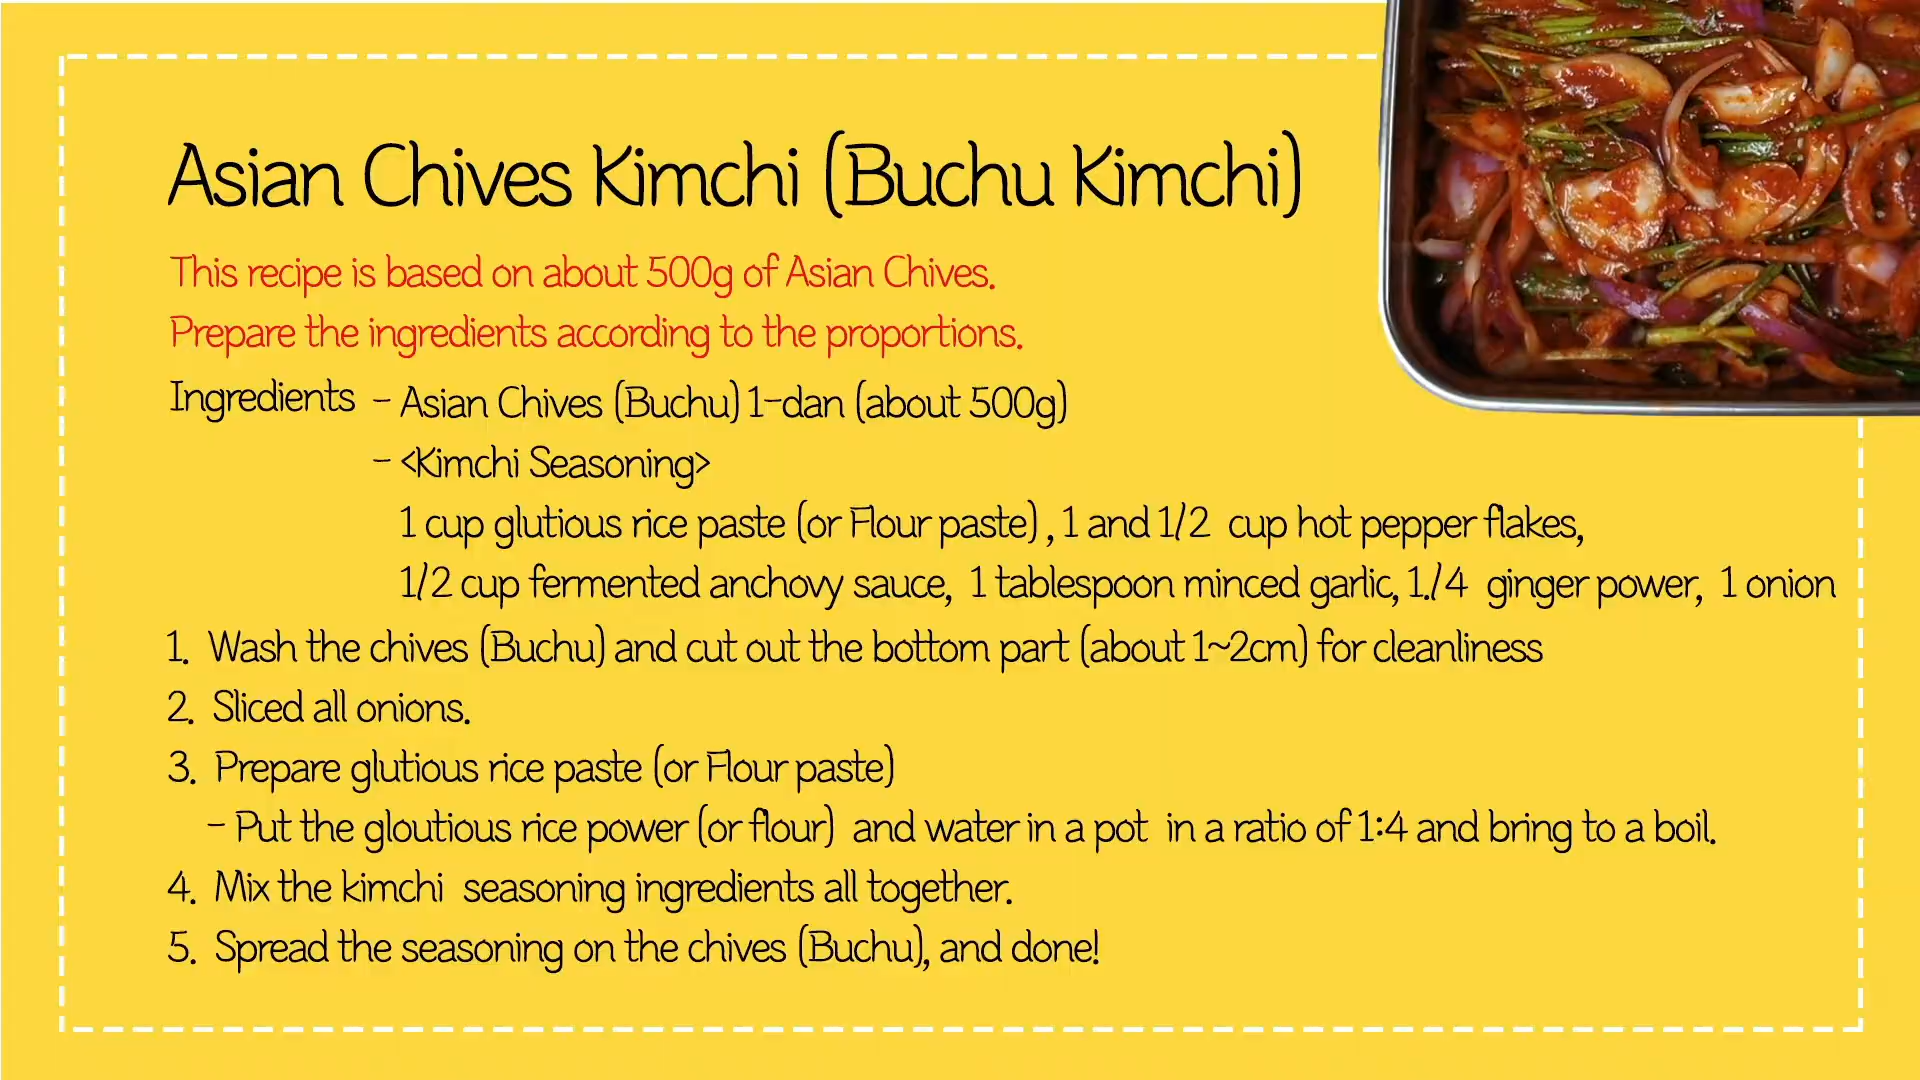 Asian Chives Kimchi (Buchu Kimchi)
This recipe is based on about 500g of Asian Chives.
Prepare the ingredients according to the proportions.
Ingredients - Asian Chives (Buchu) 1-dan (about 500g)
- <Kimchi Seasoning>
1 cup glutious rice paste (or Flour paste) , 1 and 1/2 cup hot pepper flakes,
1/2 cup fermented anchovy sauce, 1 tablespoon minced garlic, 1./4 ginger power, 1 onion
1. Wash the chives (Buchu) and cut out the bottom part (about 1~2cm) for cleanliness
2. Sliced all onions.
3. Prepare glutious rice paste (or Flour paste)
- Put the gloutious rice power (or flour) and water in a pot in a ratio of 1:4 and bring to a boil.
4. Mix the kimchi seasoning ingredients all together.
5. Spread the seasoning on the chives (Buchu), and done!